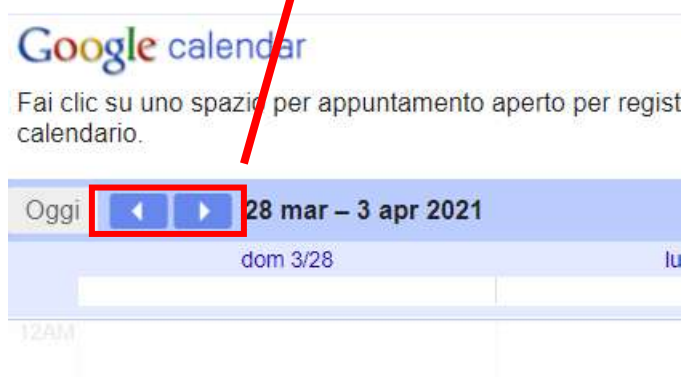 Google calendar
Fai clic su uno spazio per appuntamento aperto per regist
calendario.
Oggi 28 mar – 3 apr 2021
dom 3/28 lu
12AM